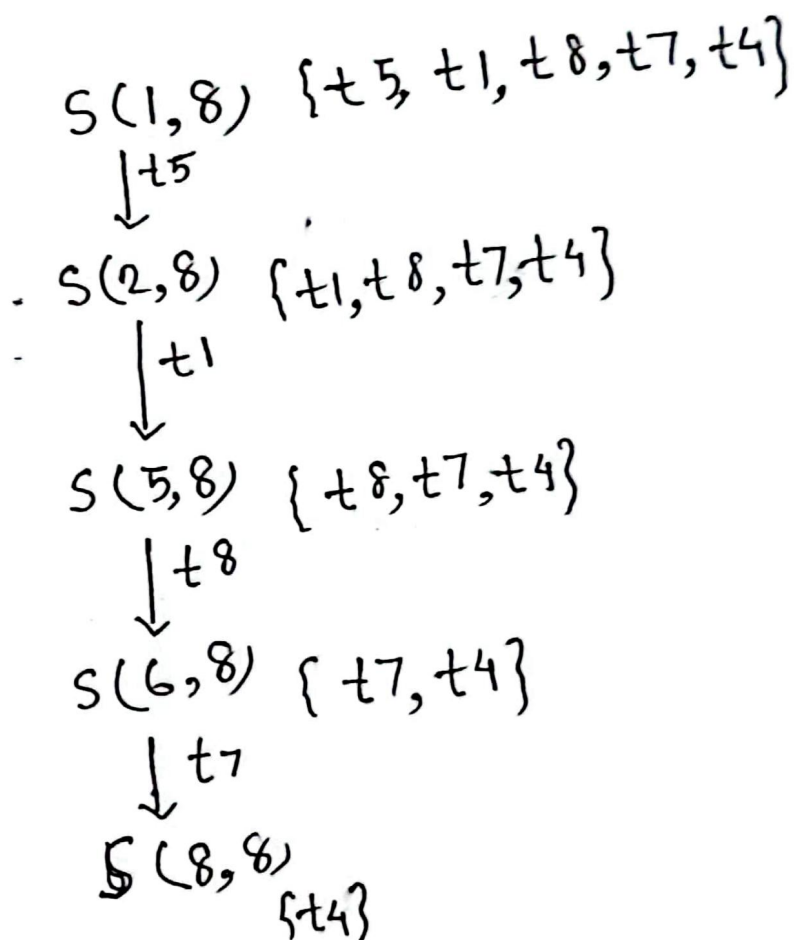 S(1,8) {t5, t1, t8, t7, t4}
t5
S(2,8) {t1, t8, t7, t4}
t1
S(5,8) {t8, t7, t4}
t8
S(6,8) {t7, t4}
t7
S(8,8)
{t4}